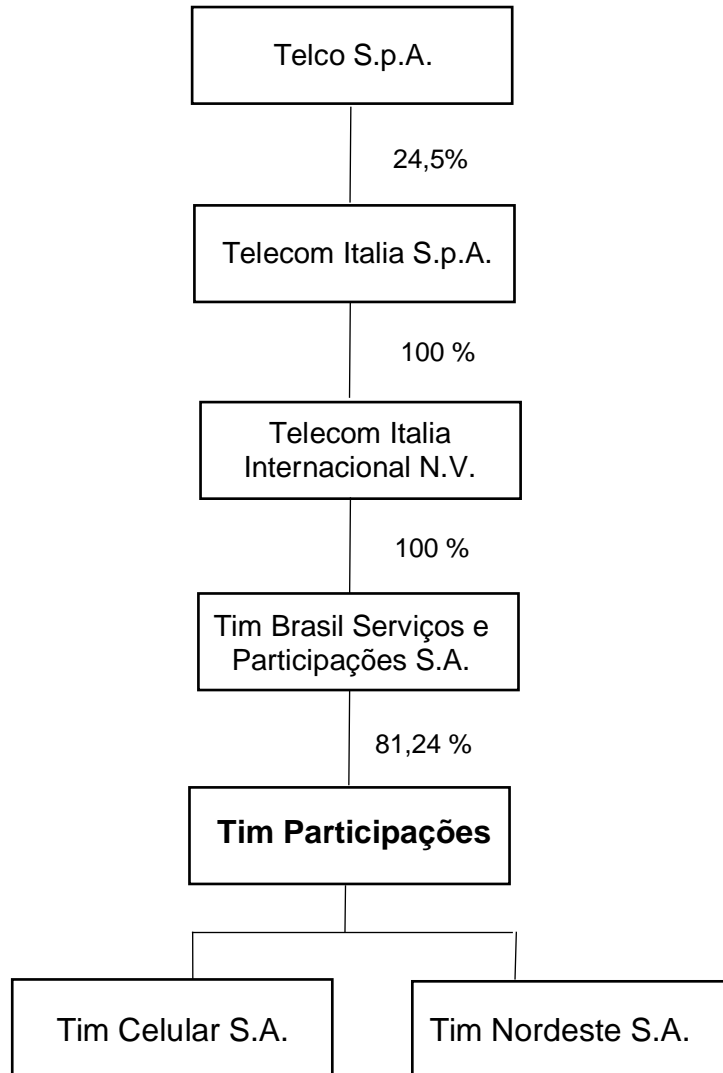 Telco S.p.A.
24,5%
Telecom Italia S.p.A.
100 %
Telecom Italia
Internacional N.V.
100 %
Tim Brasil Serviços e
Participações S.A.
81,24 %
Tim Participações
Tim Celular S.A.
Tim Nordeste S.A.